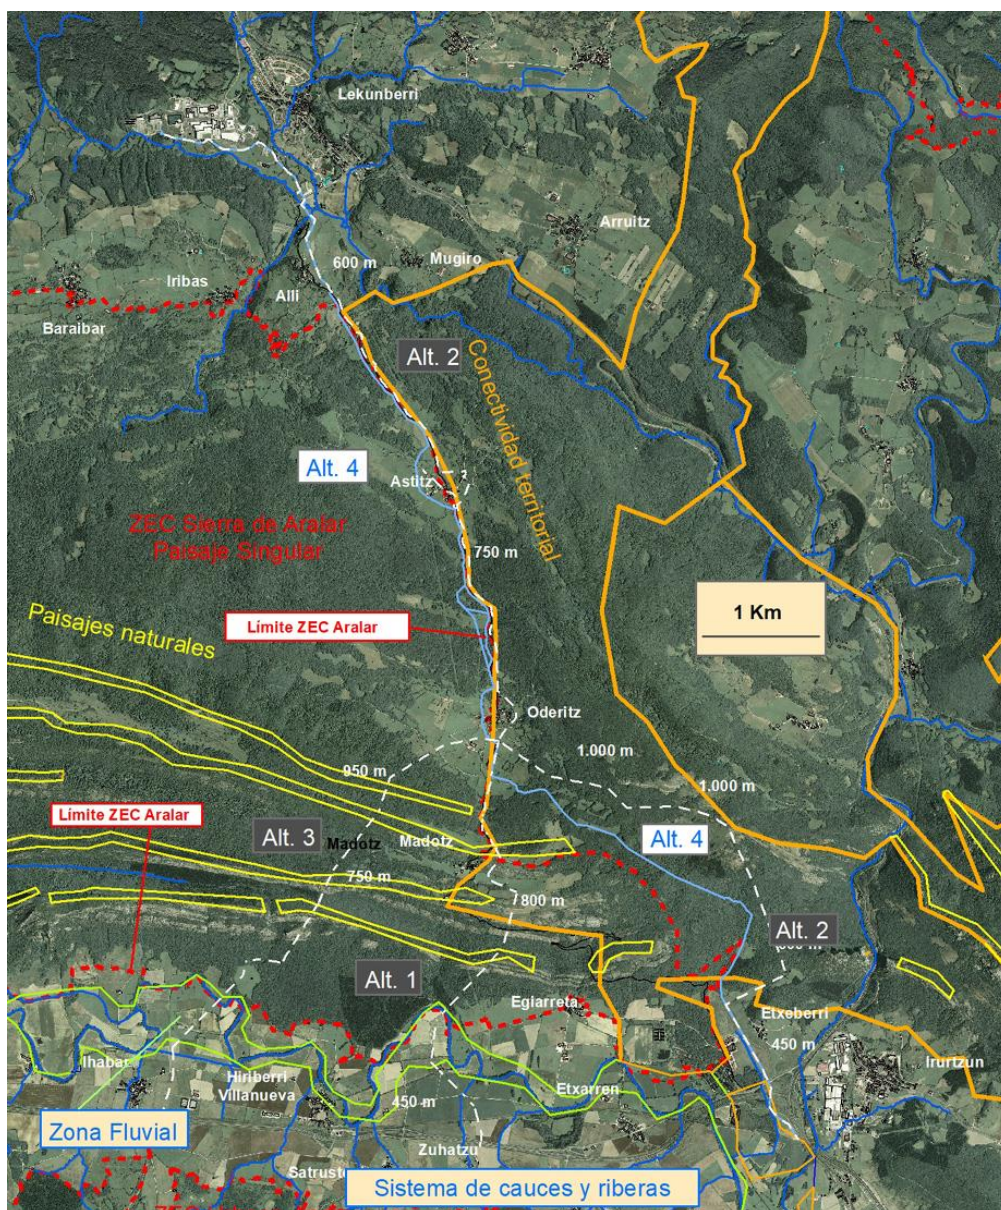 Lekunberri
Arruitz
600 m
Mugiro
Iribas
Alli
Baraibar
Alt. 2
Conectividad territorial
Alt. 4
Astitz
ZEC Sierra de Aralar
Paisaje Singular
750 m
1 Km
Paisajes naturales
Límite ZEC Aralar
Oderitz
1.000 m
950 m
1.000 m
Límite ZEC Aralar
Alt. 3
Madotz
Madotz
Alt. 4
750 m
800 m
Alt. 2
Alt. 1
Egiarreta
Etxeberri
450 m
Ihabar
Hiriberri
Villanueva
Etxarren
Irurtzun
450 m
Zona Fluvial
Zuhatzu
Sistema de cauces y riberas